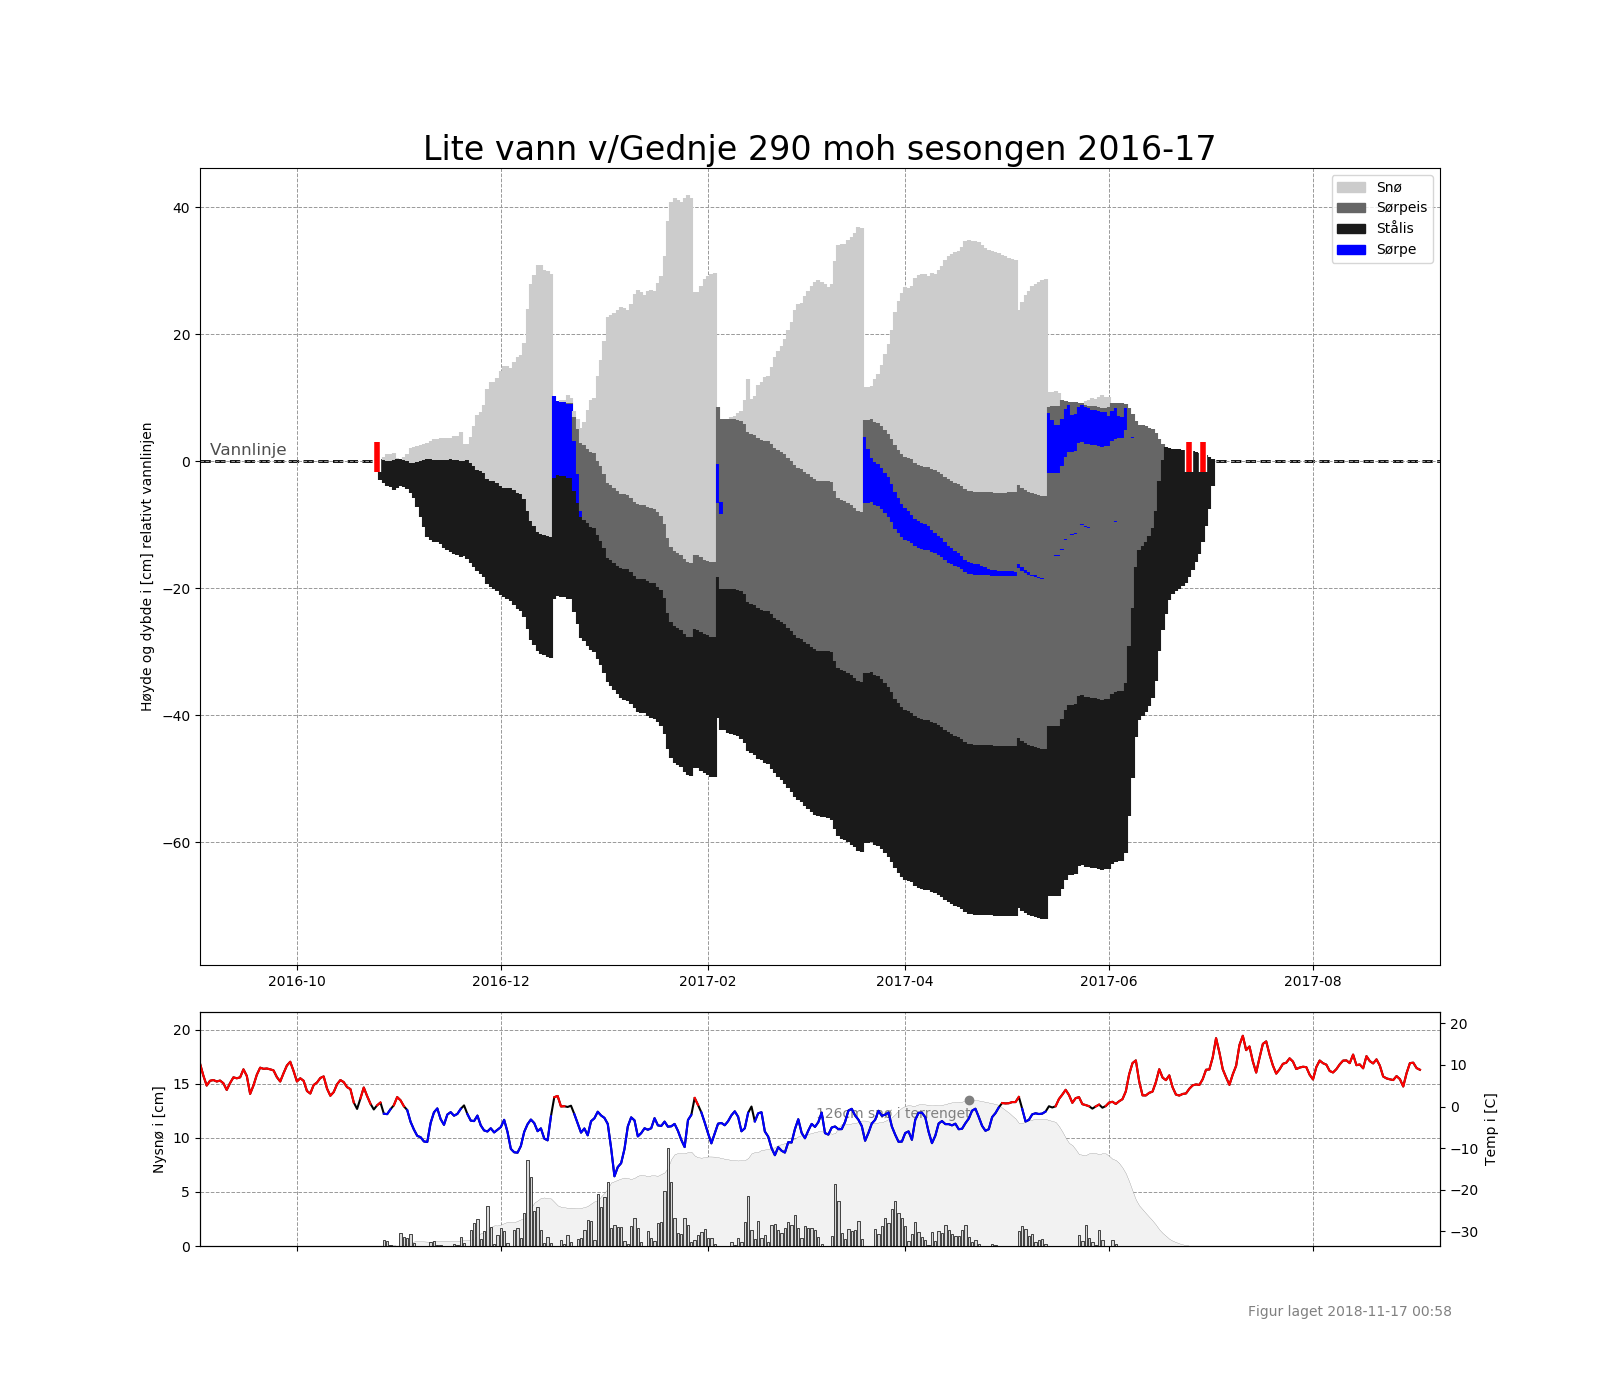 Lite vann v/Gednje 290 moh sesongen 2016-17
Høyde og dybde i [cm] relativt vannlinjen
40
20
0
−20
−40
−60
Vannlinje
Snø
Sørpeis
Stålis
Sørpe
2016-10
2016-12
2017-02
2017-04
2017-06
2017-08
Nysnø i [cm]
20
15
10
5
0
126cm snø i terrenget
20
10
0
−10
−20
−30
Temp i [C]
Figur laget 2018-11-17 00:58